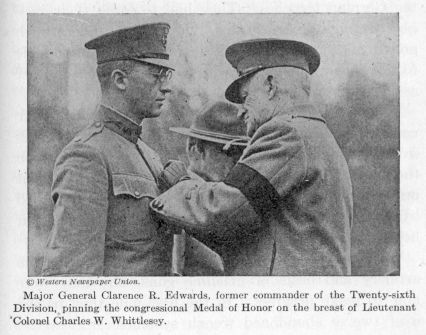 © Western Newspaper Union.
Major General Clarence R. Edwards, former commander of the Twenty-sixth
Division, pinning the congressional Medal of Honor on the breast of Lieutenant
Colonel Charles W. Whittlesey.